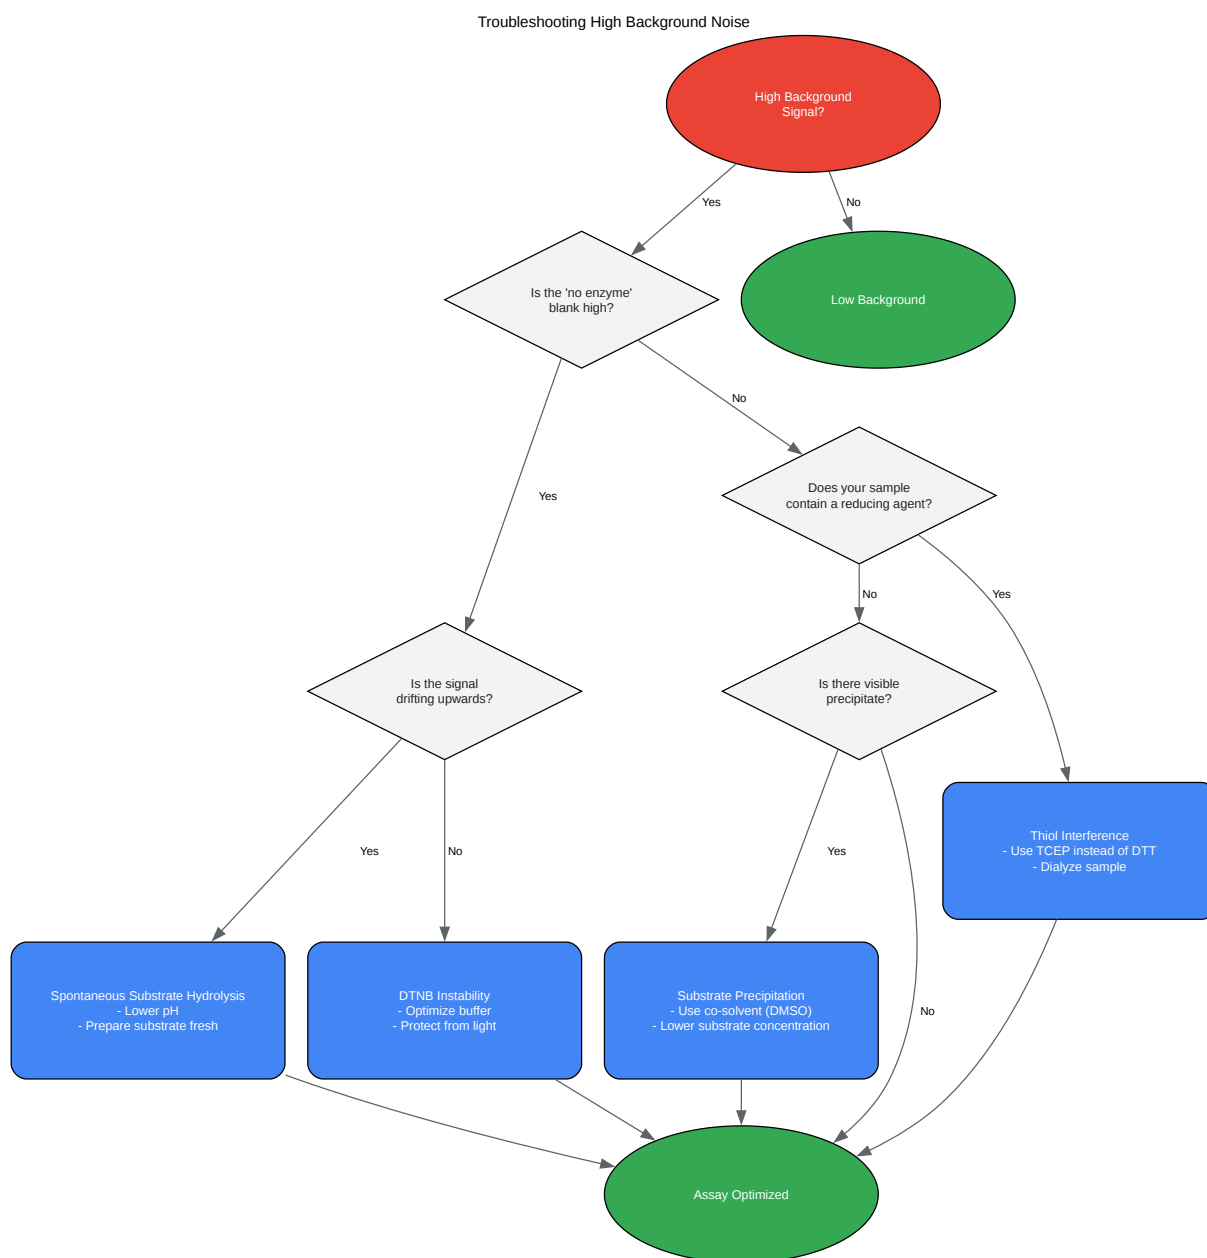 Troubleshooting High Background Noise
High Background
Signal?
Yes
No
Is the 'no enzyme'
blank high?
Low Background
No
Yes
Does your sample
contain a reducing agent?
No
Yes
Is the signal
drifting upwards?
Is there visible
precipitate?
Yes
No
Yes
Thiol Interference
- Use TCEP instead of DTT
- Dialyze sample
Spontaneous Substrate Hydrolysis
- Lower pH
- Prepare substrate fresh
DTNB Instability
- Optimize buffer
- Protect from light
Substrate Precipitation
- Use co-solvent (DMSO)
- Lower substrate concentration
No
Assay Optimized